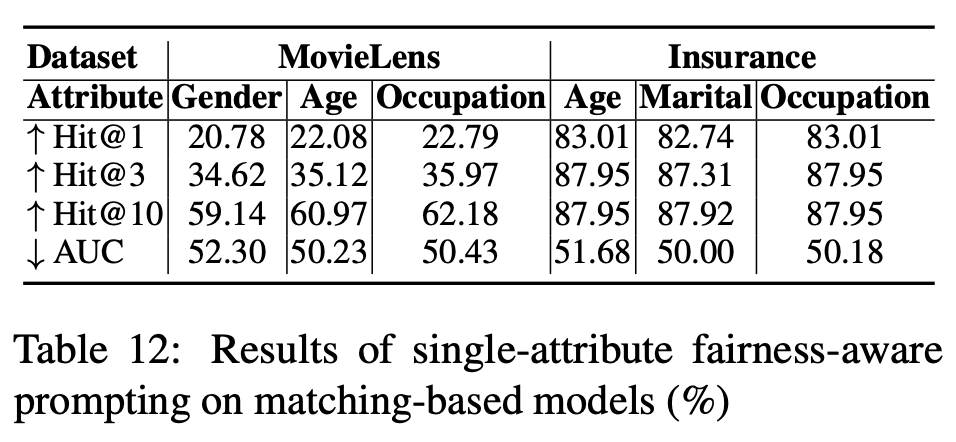 Dataset MovieLens Insurance
Attribute Gender Age Occupation Age Marital Occupation
↑ Hit@1 20.78 22.08 22.79 83.01 82.74 83.01
↑ Hit@3 34.62 35.12 35.97 87.95 87.31 87.95
↑ Hit@10 59.14 60.97 62.18 87.95 87.92 87.95
↓ AUC 52.30 50.23 50.43 51.68 50.00 50.18
Table 12: Results of single-attribute fairness-aware
prompting on matching-based models (%)